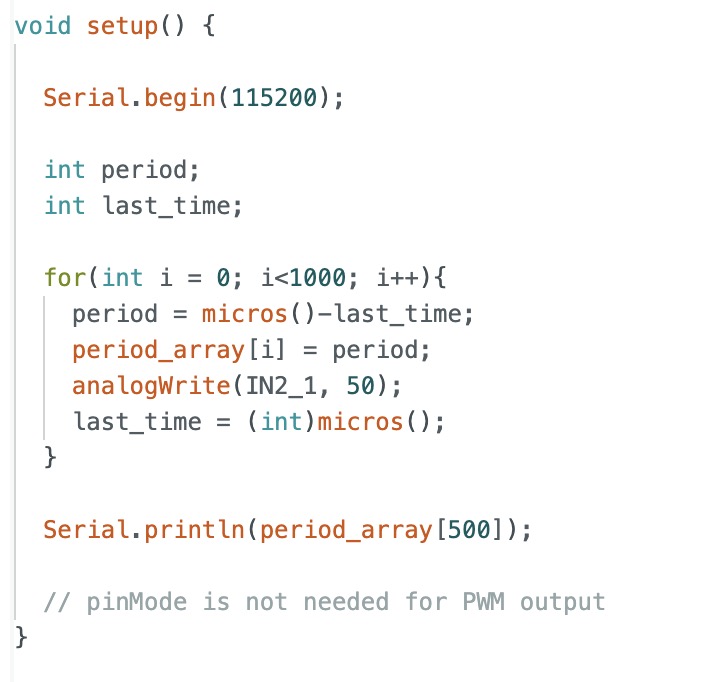 void setup() {
Serial.begin(115200);
int period;
int last_time;
for(int i = 0; i<1000; i++){
period = micros()-last_time;
period_array[i] = period;
analogWrite(IN2_1, 50);
last_time = (int)micros();
}
Serial.println(period_array[500]);
// pinMode is not needed for PWM output
}